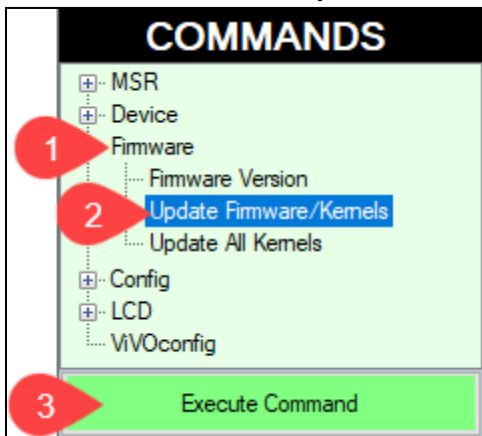 COMMANDS
MSR
Device
1 Firmware
Firmware Version
2 Update Firmware/Kernels
Update All Kernels
Config
LCD
ViVOconfig
3 Execute Command